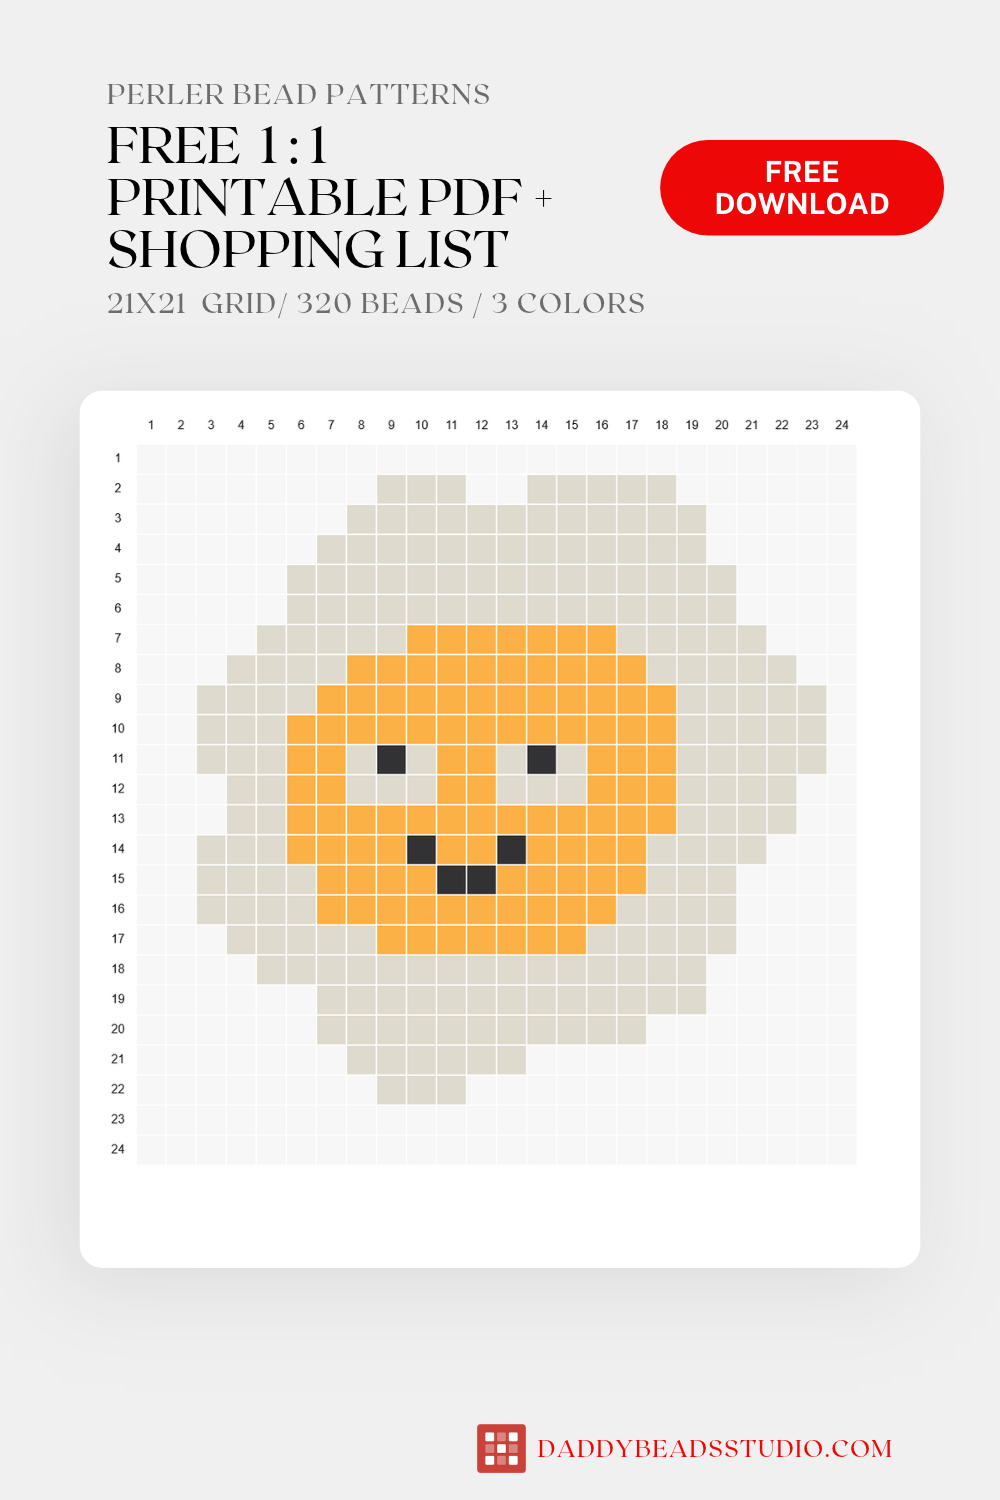 PERLER BEAD PATTERNS
FREE 1:1
PRINTABLE PDF +
SHOPPING LIST
21X21 GRID/ 320 BEADS / 3 COLORS
FREE
DOWNLOAD
1 2 3 4 5 6 7 8 9 10 11 12 13 14 15 16 17 18 19 20 21 22 23 24
1
2
3
4
5
6
7
8
9
10
11
12
13
14
15
16
17
18
19
20
21
22
23
24
DADDYBEADSSTUDIO.COM